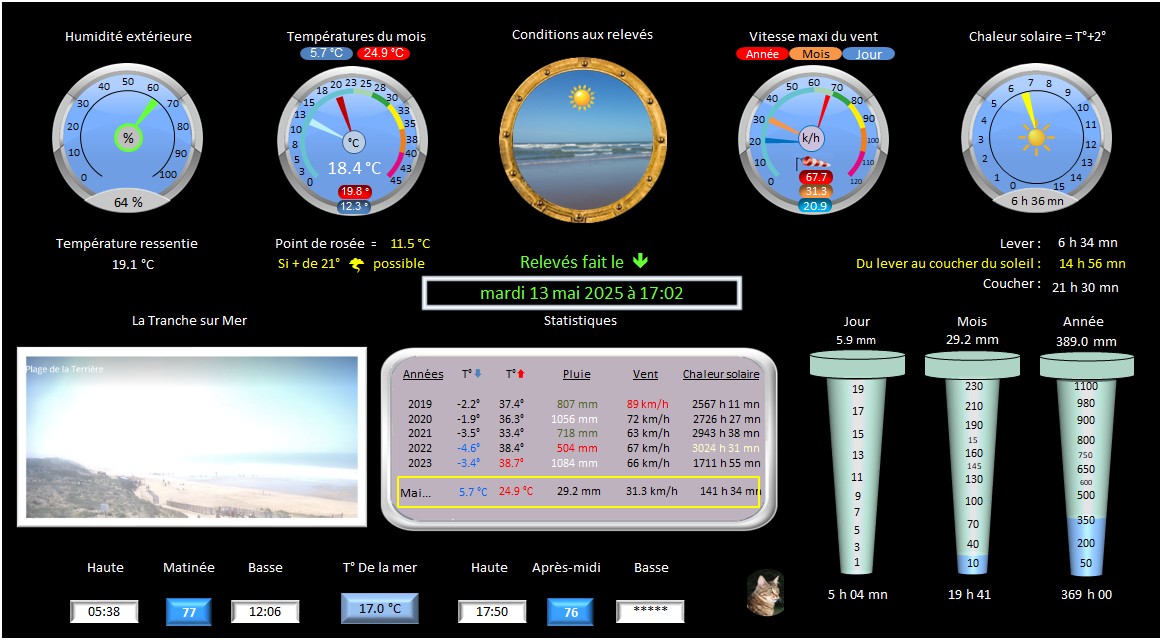 Humidité extérieure
Températures du mois
5.7 °C 24.9 °C
Conditions aux relevés
Vitesse maxi du vent
Année Mois Jour
Chaleur solaire = T°+2°
0 10 20 30 40 50 60 70 80 90 100
%
64 %
0 3 5 8 10 13 15 18 20 23 25 28 30 33 35 38 40 43 45
°C
18.4 °C
19.8 °
12.3 °
0 10 20 30 40 50 60 70 80 90 100 110 120
k/h
67.7
31.3
20.9
0 1 2 3 4 5 6 7 8 9 10 11 12 13 14 15
6 h 36 mn
Température ressentie
19.1 °C
Point de rosée = 11.5 °C
Si + de 21° possible
Relevés fait le
mardi 13 mai 2025 à 17:02
Lever : 6 h 34 mn
Du lever au coucher du soleil : 14 h 56 mn
Coucher : 21 h 30 mn
La Tranche sur Mer
Plage de la Terrière
Statistiques
Années T° T° Pluie Vent Chaleur solaire
2019 -2.2° 37.4° 807 mm 89 km/h 2567 h 11 mn
2020 -1.9° 36.3° 1056 mm 72 km/h 2726 h 27 mn
2021 -3.5° 33.4° 718 mm 63 km/h 2943 h 38 mn
2022 -4.6° 38.4° 504 mm 67 km/h 3024 h 31 mn
2023 -3.4° 38.7° 1084 mm 66 km/h 1711 h 55 mn
Mai... 5.7 °C 24.9 °C 29.2 mm 31.3 km/h 141 h 34 mn
Jour
5.9 mm
19
17
15
13
11
9
7
5
3
1
5 h 04 mn
Mois
29.2 mm
230
210
190
15
160
145
130
100
70
40
10
19 h 41
Année
389.0 mm
1100
980
900
800
750
650
600
500
350
200
50
369 h 00
Haute Matinée Basse T° De la mer Haute Après-midi Basse
05:38 77 12:06 17.0 °C 17:50 76 *****